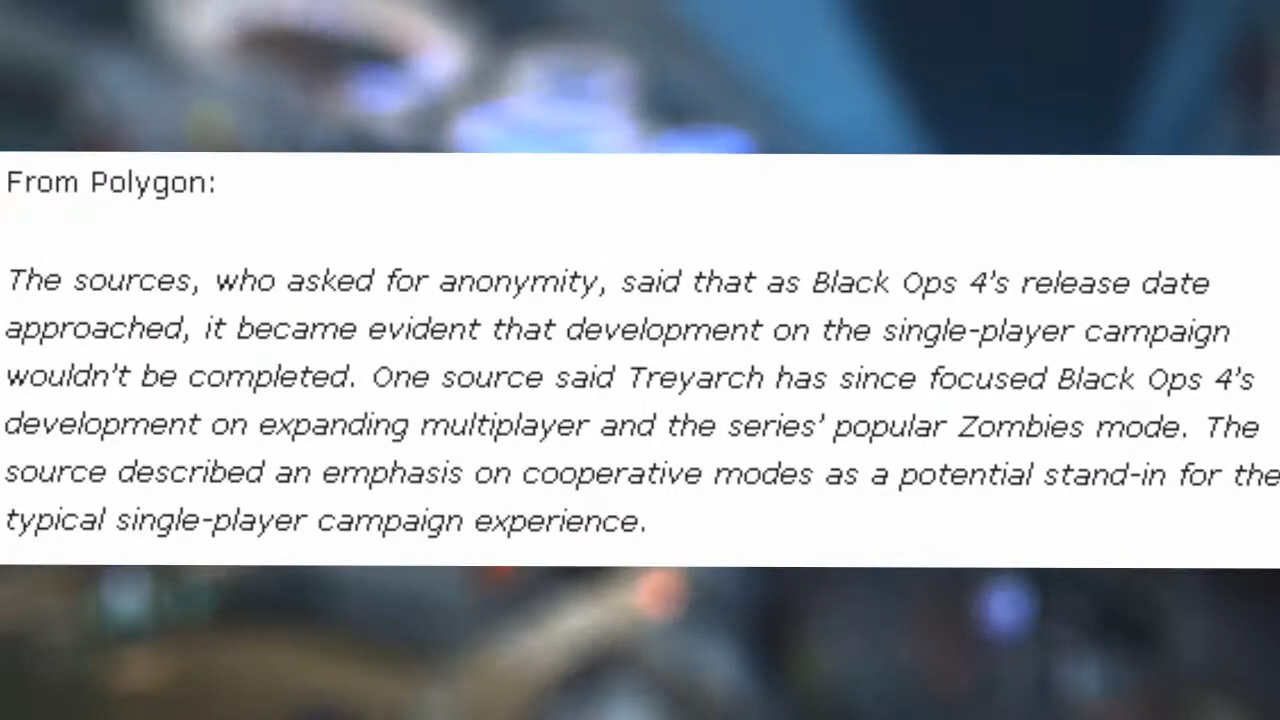 From Polygon:
The sources, who asked for anonymity, said that as Black Ops 4's release date
approached, it became evident that development on the single-player campaign
wouldn't be completed. One source said Treyarch has since focused Black Ops 4's
development on expanding multiplayer and the series' popular Zombies mode. The
source described an emphasis on cooperative modes as a potential stand-in for the
typical single-player campaign experience.